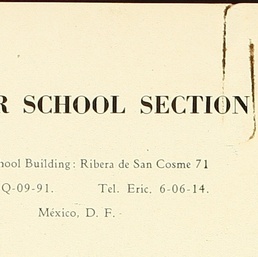 R SCHOOL SECTION
hool Building: Ribera de San Cosme 71
Q-09-91. Tel. Eric. 6-06-14.
México, D. F.